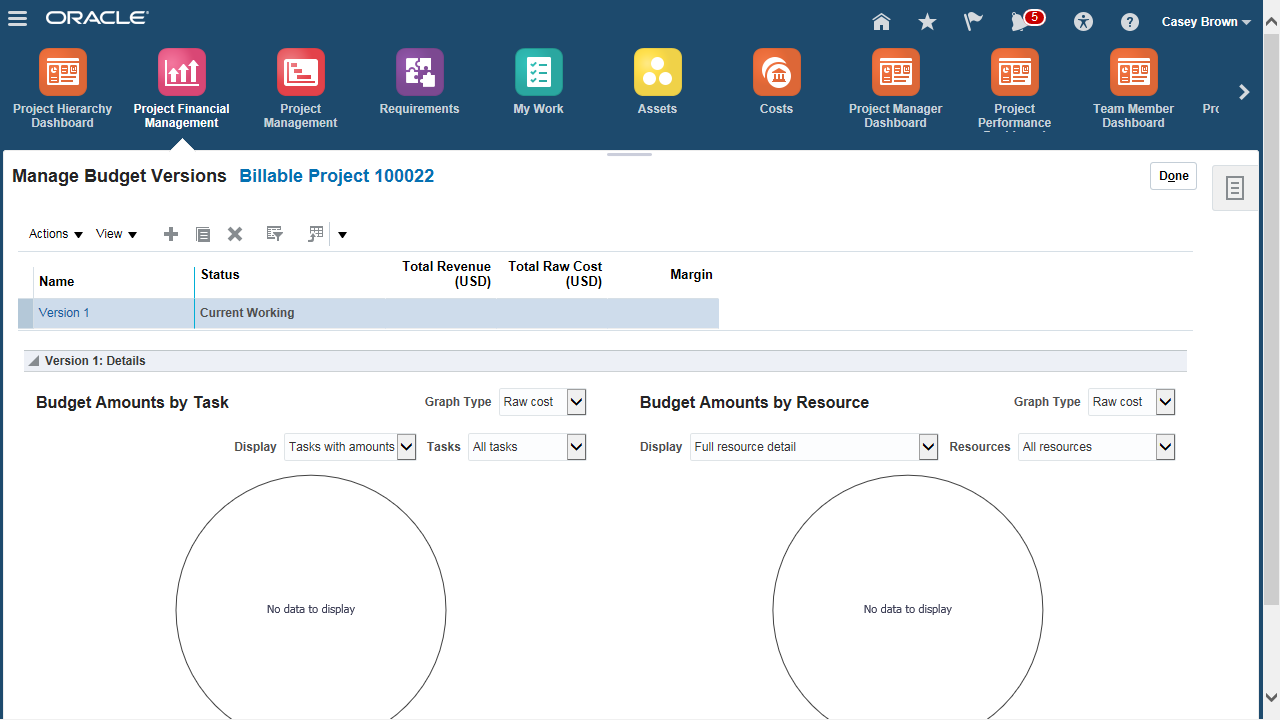 ORACLE
5
Casey Brown
Project Hierarchy
Dashboard
Project Financial
Management
Project
Management
Requirements
My Work
Assets
Costs
Project Manager
Dashboard
Project
Performance
Team Member
Dashboard
Manage Budget Versions Billable Project 100022
Done
Actions View
Name
Status
Total Revenue
(USD)
Total Raw Cost
(USD)
Margin
Version 1
Current Working
Version 1: Details
Budget Amounts by Task
Graph Type Raw cost
Display Tasks with amounts Tasks All tasks
No data to display
Budget Amounts by Resource
Graph Type Raw cost
Display Full resource detail Resources All resources
No data to display